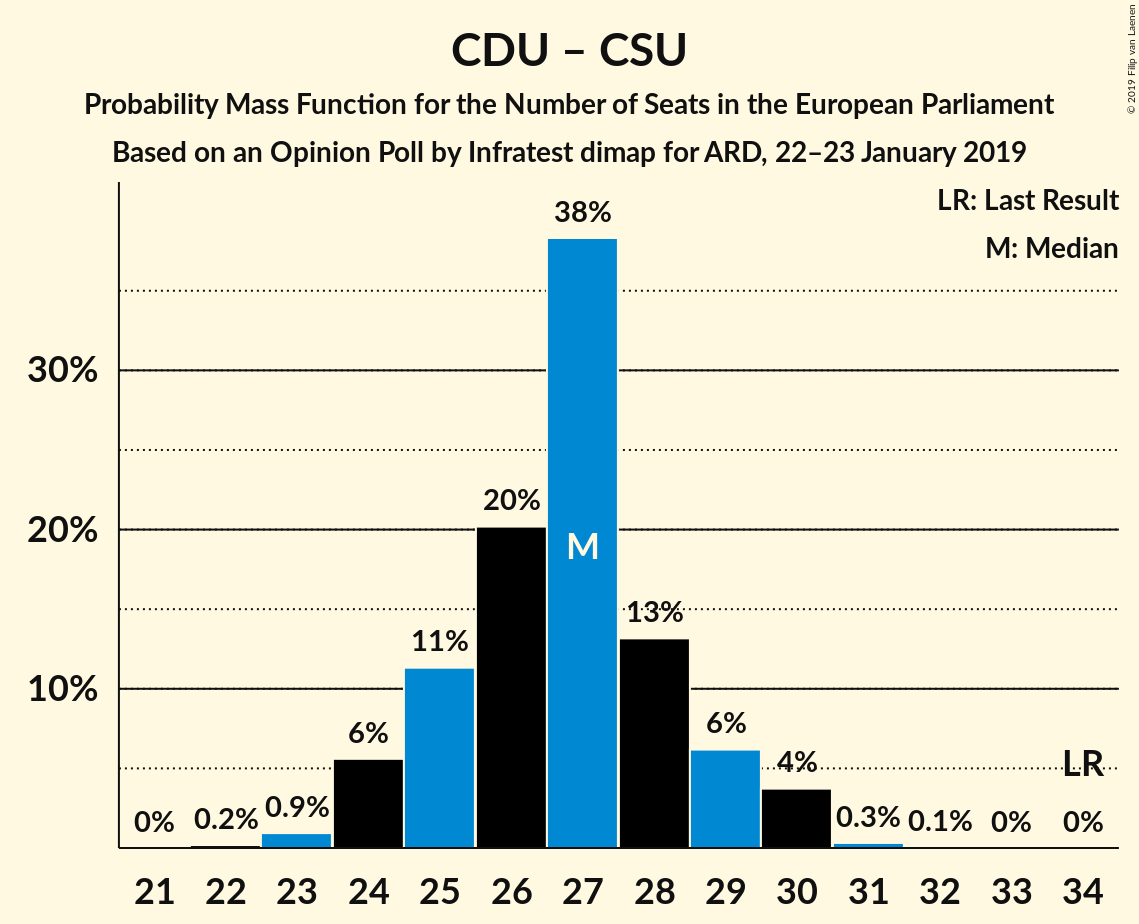 CDU – CSU
Probability Mass Function for the Number of Seats in the European Parliament
Based on an Opinion Poll by Infratest dimap for ARD, 22–23 January 2019
© 2019 Filip van Laenen
LR: Last Result
M: Median
38%
30%
20%
20%
M
13%
11%
10%
6%
6%
4%
LR
0%
0.2%
0.9%
0.3%
0.1%
0%
0%
21 22 23 24 25 26 27 28 29 30 31 32 33 34